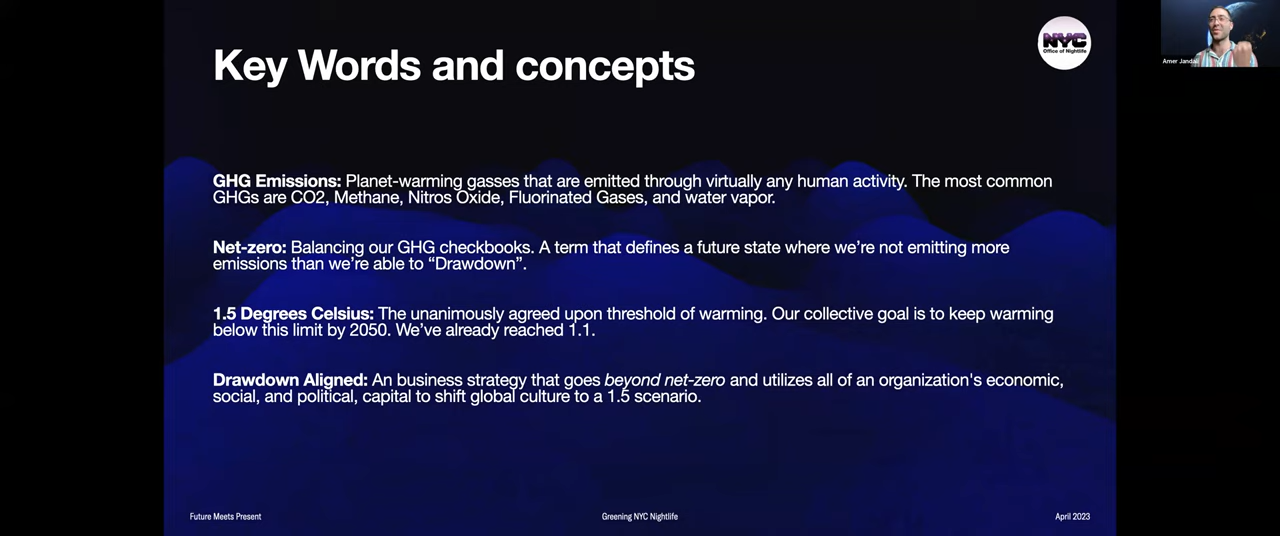 Key Words and concepts
NYC
Office of Nightlife
Amer Jandali
GHG Emissions: Planet-warming gasses that are emitted through virtually any human activity. The most common
GHGs are CO2, Methane, Nitros Oxide, Fluorinated Gases, and water vapor.
Net-zero: Balancing our GHG checkbooks. A term that defines a future state where we're not emitting more
emissions than we're able to “Drawdown”.
1.5 Degrees Celsius: The unanimously agreed upon threshold of warming. Our collective goal is to keep warming
below this limit by 2050. We've already reached 1.1.
Drawdown Aligned: An business strategy that goes beyond net-zero and utilizes all of an organization's economic,
social, and political, capital to shift global culture to a 1.5 scenario.
Future Meets Present
Greening NYC Nightlife
April 2023